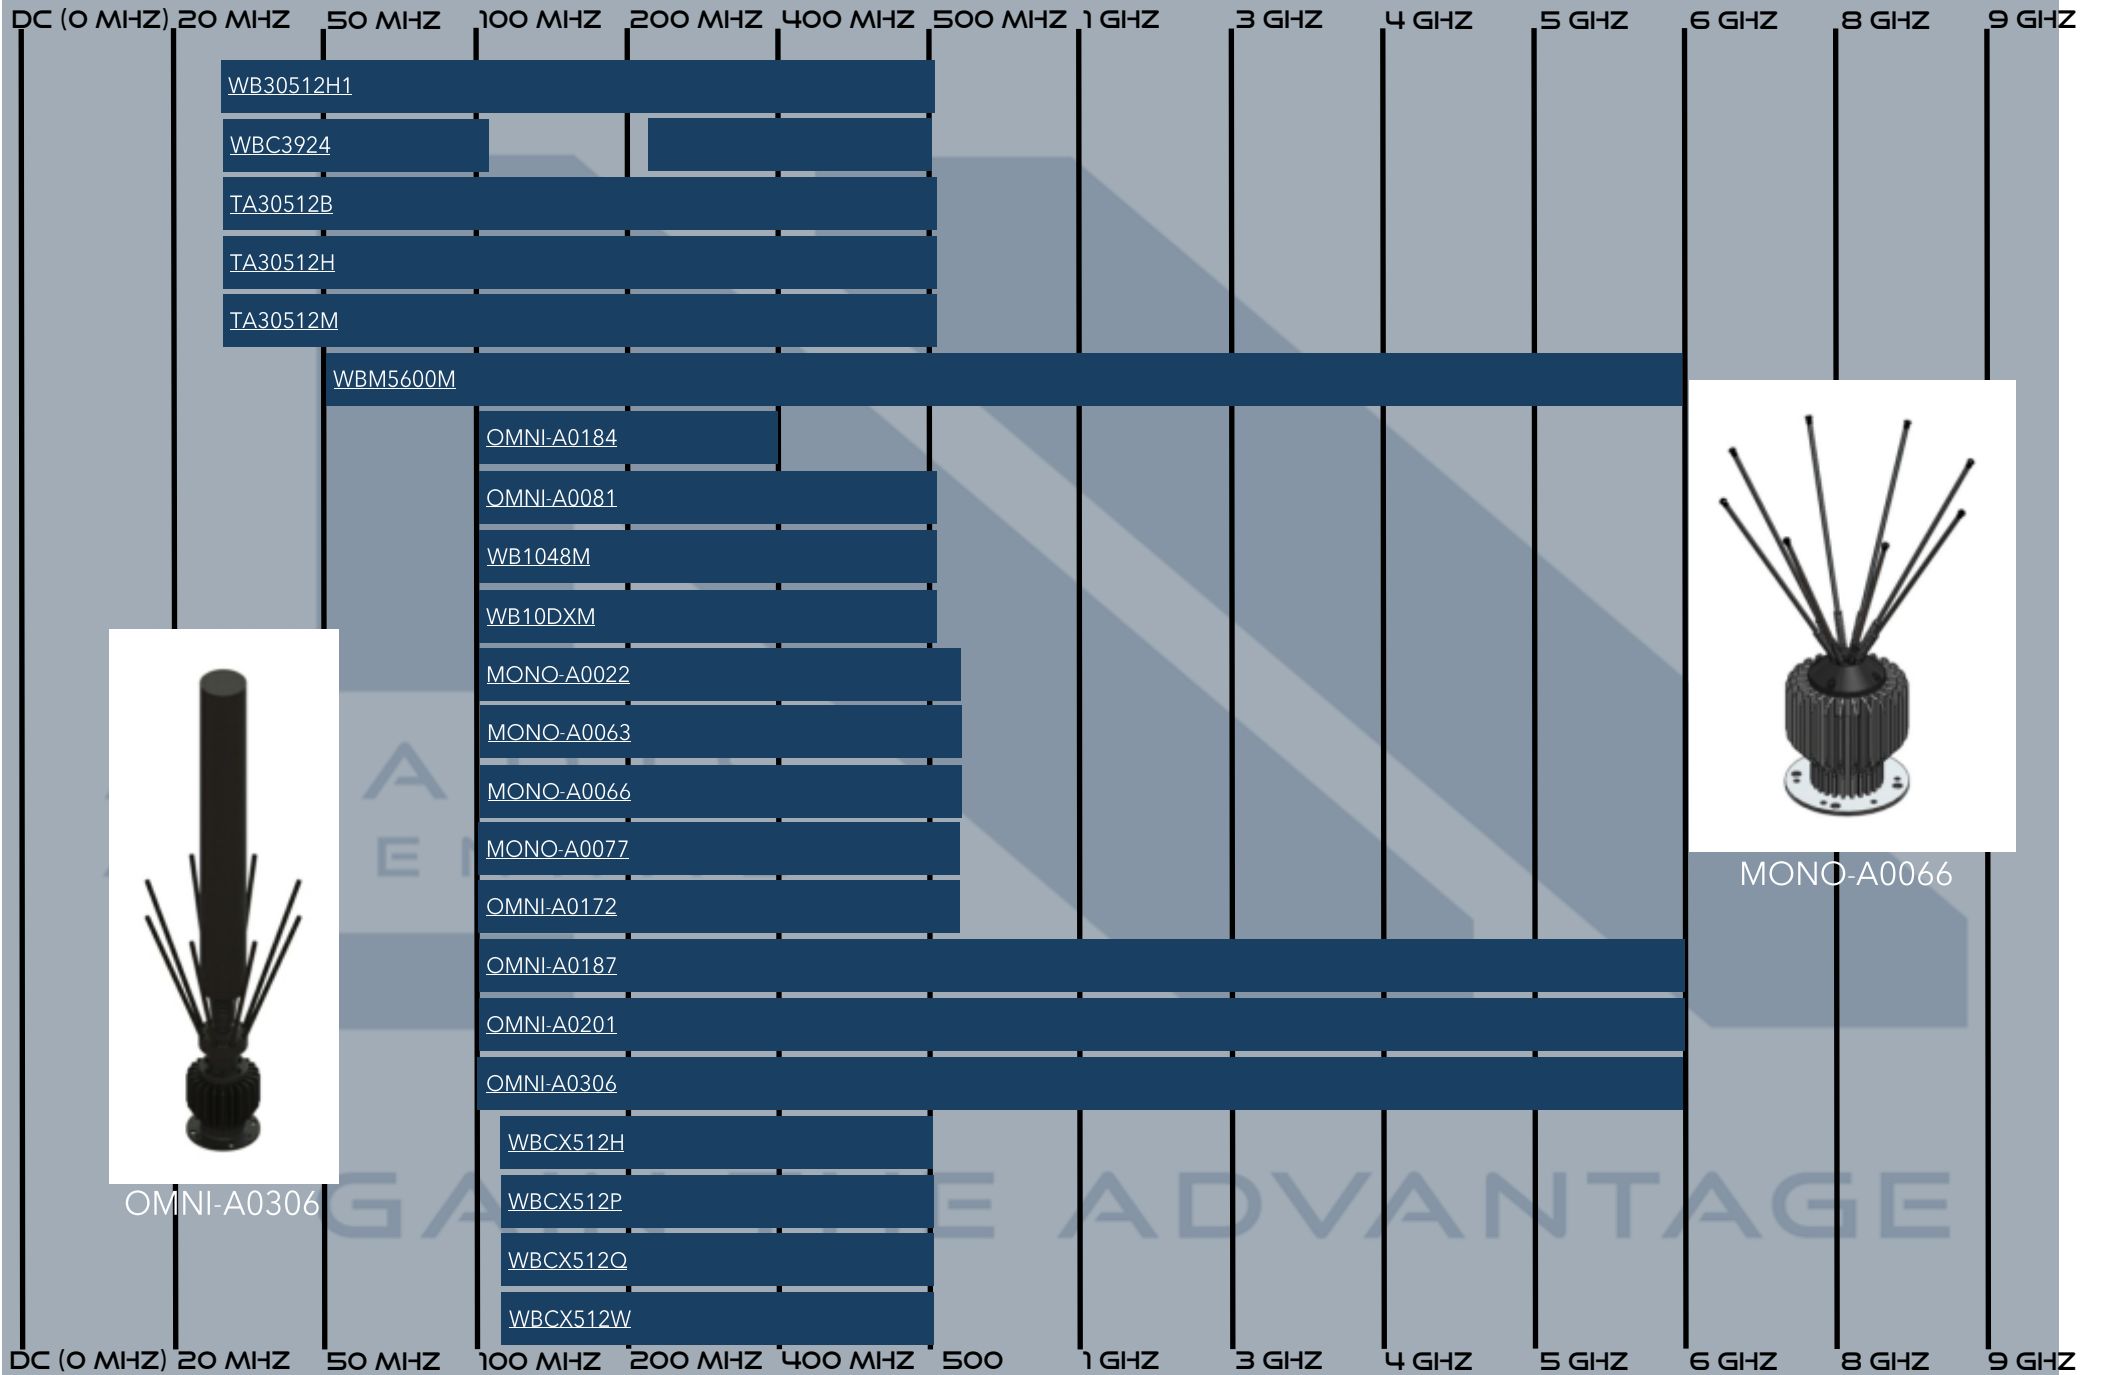 DC (0 MHZ) 20 MHZ 50 MHZ 100 MHZ 200 MHZ 400 MHZ 500 MHZ 1 GHZ 3 GHZ 4 GHZ 5 GHZ 6 GHZ 8 GHZ 9 GHZ
WB30512H1
WBC3924
TA30512B
TA30512H
TA30512M
WBM5600M
OMNI-A0184
OMNI-A0081
WB1048M
WB10DXM
MONO-A0022
MONO-A0063
MONO-A0066
MONO-A0077
MONO-A0066
OMNI-A0172
OMNI-A0187
OMNI-A0201
OMNI-A0306
WBCX512H
WBCX512P
OMNI-A0306
GAIN THE ADVANTAGE
WBCX512Q
WBCX512W
DC (0 MHZ) 20 MHZ 50 MHZ 100 MHZ 200 MHZ 400 MHZ 500 1 GHZ 3 GHZ 4 GHZ 5 GHZ 6 GHZ 8 GHZ 9 GHZ